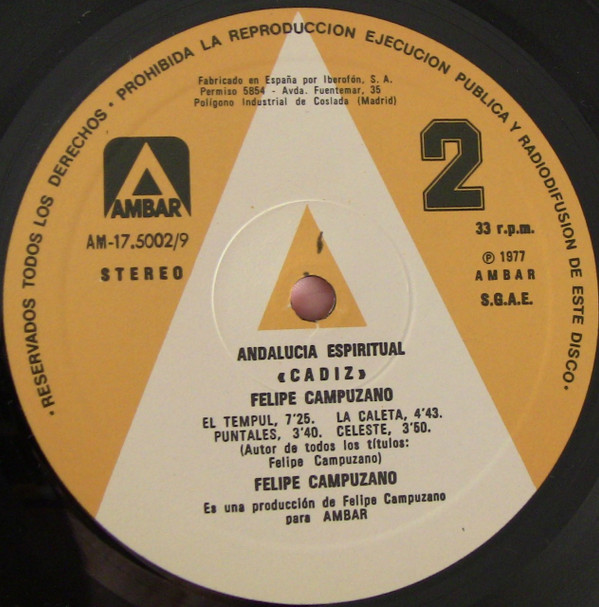 ·RESERVADOS TODOS LOS DERECHOS· PROHIBIDA LA REPRODUCCION EJECUCION PUBLICA Y RADIODIFUSION DE ESTE DISCO·
Fabricado en España por Iberofón, S. A.
Permiso 5854 - Avda. Fuentemar, 35
Polígono Industrial de Coslada (Madrid)
AMBAR
AM-17.5002/9
STEREO
2
33 r.p.m.
℗ 1977
AMBAR
S.G.A.E.
ANDALUCIA ESPIRITUAL
«CADIZ»
FELIPE CAMPUZANO
EL TEMPUL, 7'25. LA CALETA, 4'43.
PUNTALES, 3'40. CELESTE, 3'50.
(Autor de todos los títulos:
Felipe Campuzano)
FELIPE CAMPUZANO
Es una producción de Felipe Campuzano
para AMBAR